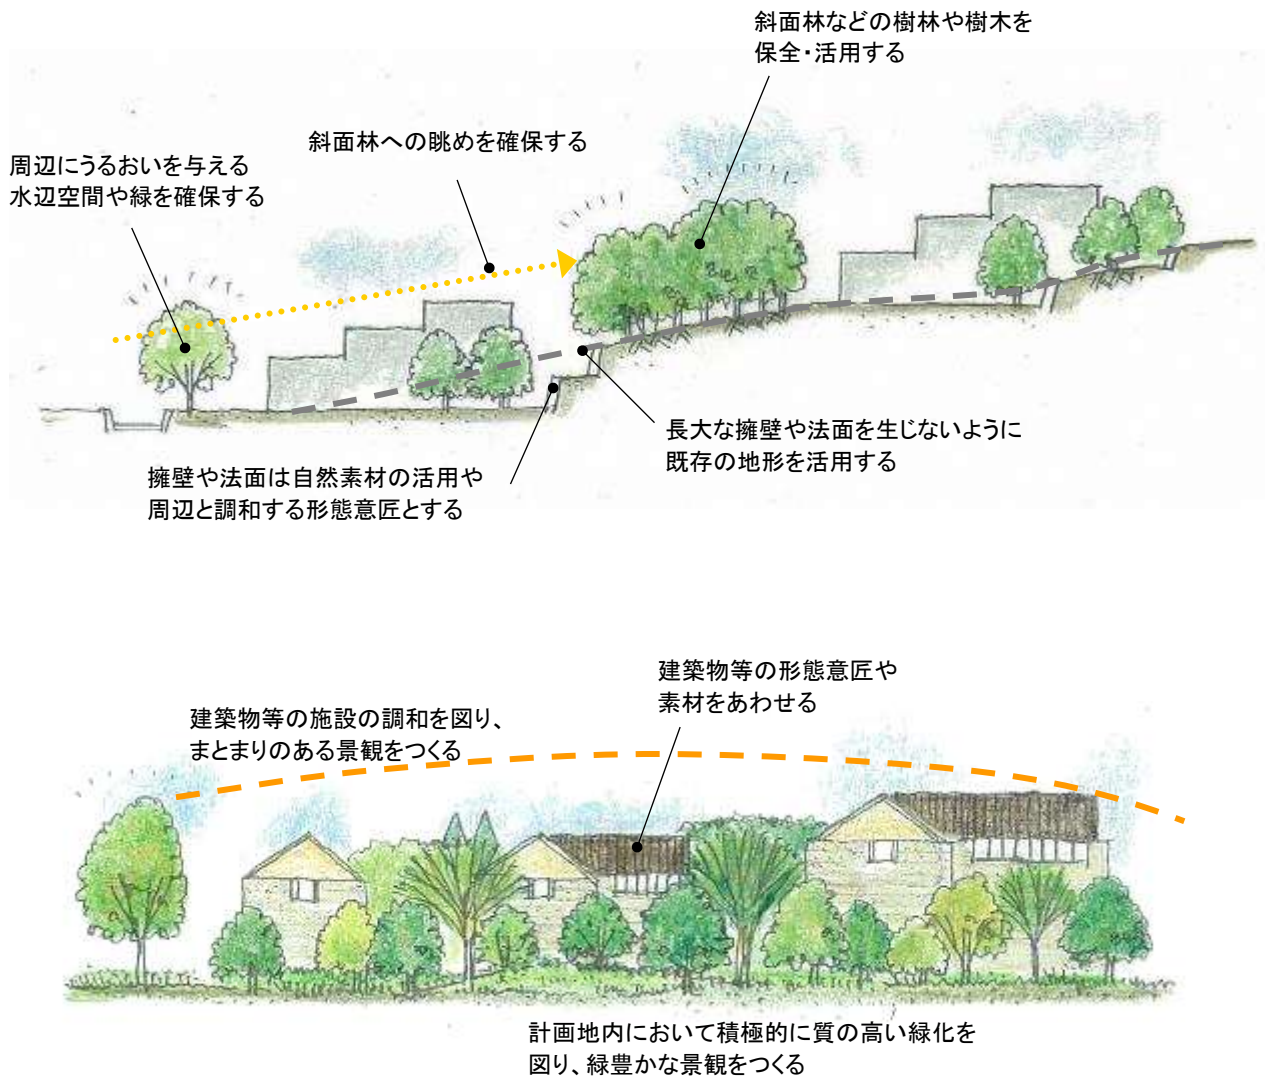 斜面林などの樹林や樹木を
保全・活用する
斜面林への眺めを確保する
周辺にうるおいを与える
水辺空間や緑を確保する
長大な擁壁や法面を生じないように
既存の地形を活用する
擁壁や法面は自然素材の活用や
周辺と調和する形態意匠とする
建築物等の形態意匠や
素材をあわせる
建築物等の施設の調和を図り、
まとまりのある景観をつくる
計画地内において積極的に質の高い緑化を
図り、緑豊かな景観をつくる